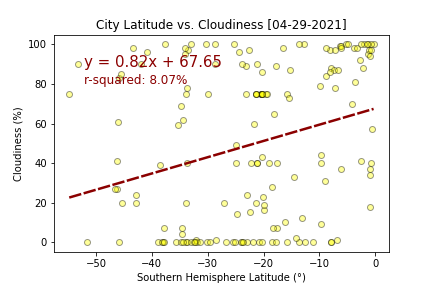 City Latitude vs. Cloudiness [04-29-2021]
100
80
60
40
20
0
Cloudiness (%)
y = 0.82x + 67.65
r-squared: 8.07%
−50 −40 −30 −20 −10 0
Southern Hemisphere Latitude (°)